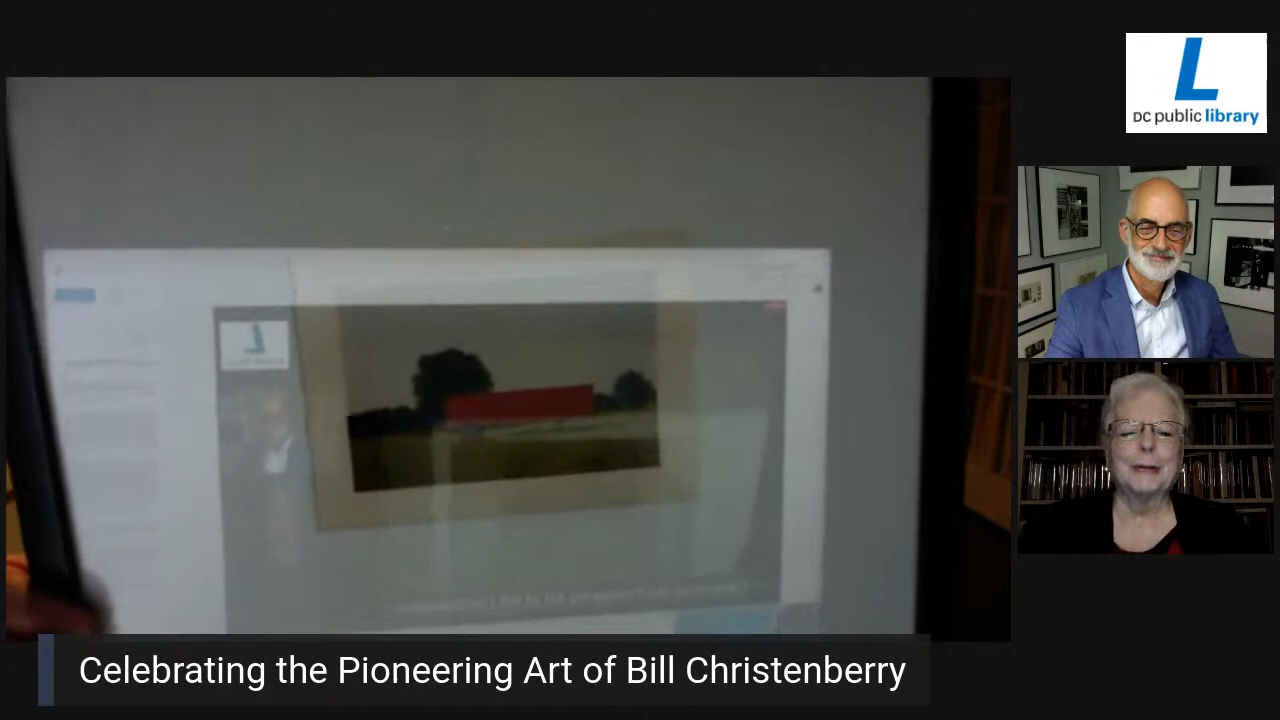 L
DC public library
Celebrating the Pioneering Art of Bill Christenberry